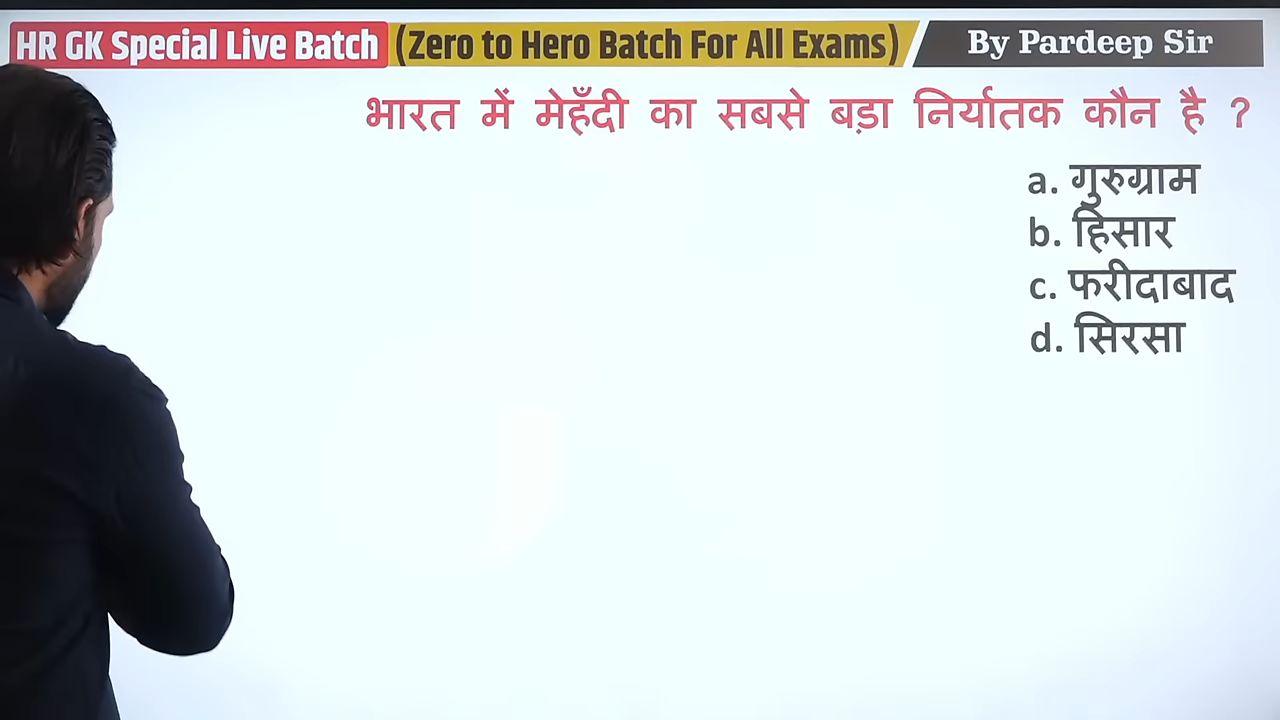 HR GK Special Live Batch (Zero to Hero Batch For All Exams) By Pardeep Sir
भारत में मेहँदी का सबसे बड़ा निर्यातक कौन है ?
a. गुरुग्राम
b. हिसार
c. फरीदाबाद
d. सिरसा